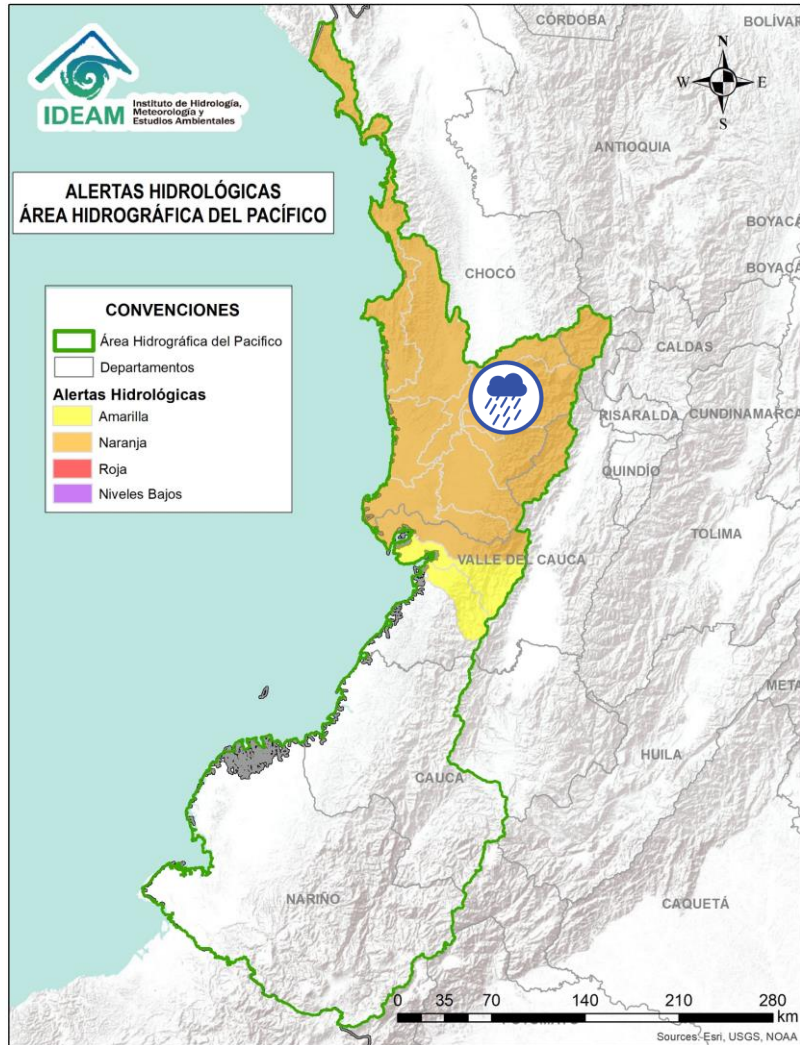 IDEAM
Instituto de Hidrología,
Meteorología y
Estudios Ambientales
ALERTAS HIDROLÓGICAS
ÁREA HIDROGRÁFICA DEL PACÍFICO
CONVENCIONES
Área Hidrográfica del Pacifico
Departamentos
Alertas Hidrológicas
Amarilla
Naranja
Roja
Niveles Bajos
CÓRDOBA
BOLÍVAR
N
W
E
S
ANTIOQUIA
BOYACÁ
BOYACÁ
CHOCÓ
CALDAS
RISARALDA
CUNDINAMARCA
QUINDÍO
TOLIMA
VALLE DEL CAUCA
META
HUILA
CAUCA
NARIÑO
CAQUETÁ
0 35 70 140 210 280
km
Sources: Esri, USGS, NOAA